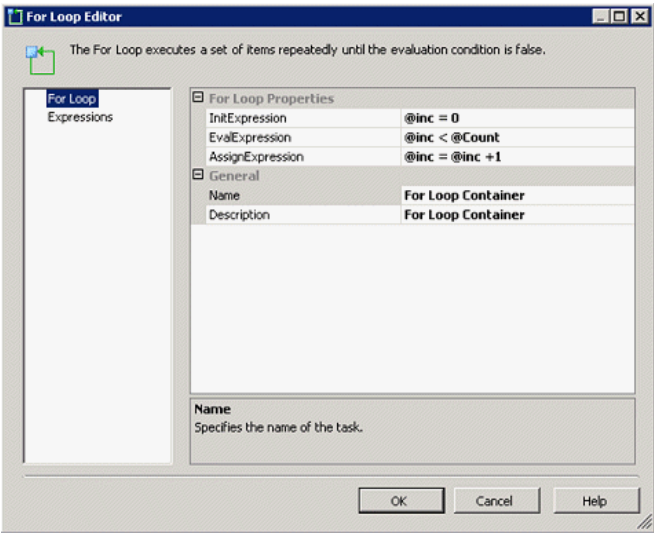 For Loop Editor
The For Loop executes a set of items repeatedly until the evaluation condition is false.
For Loop
Expressions
For Loop Properties
InitExpression @inc = 0
EvalExpression @inc < @Count
AssignExpression @inc = @inc +1
General
Name For Loop Container
Description For Loop Container
Name
Specifies the name of the task.
OK Cancel Help